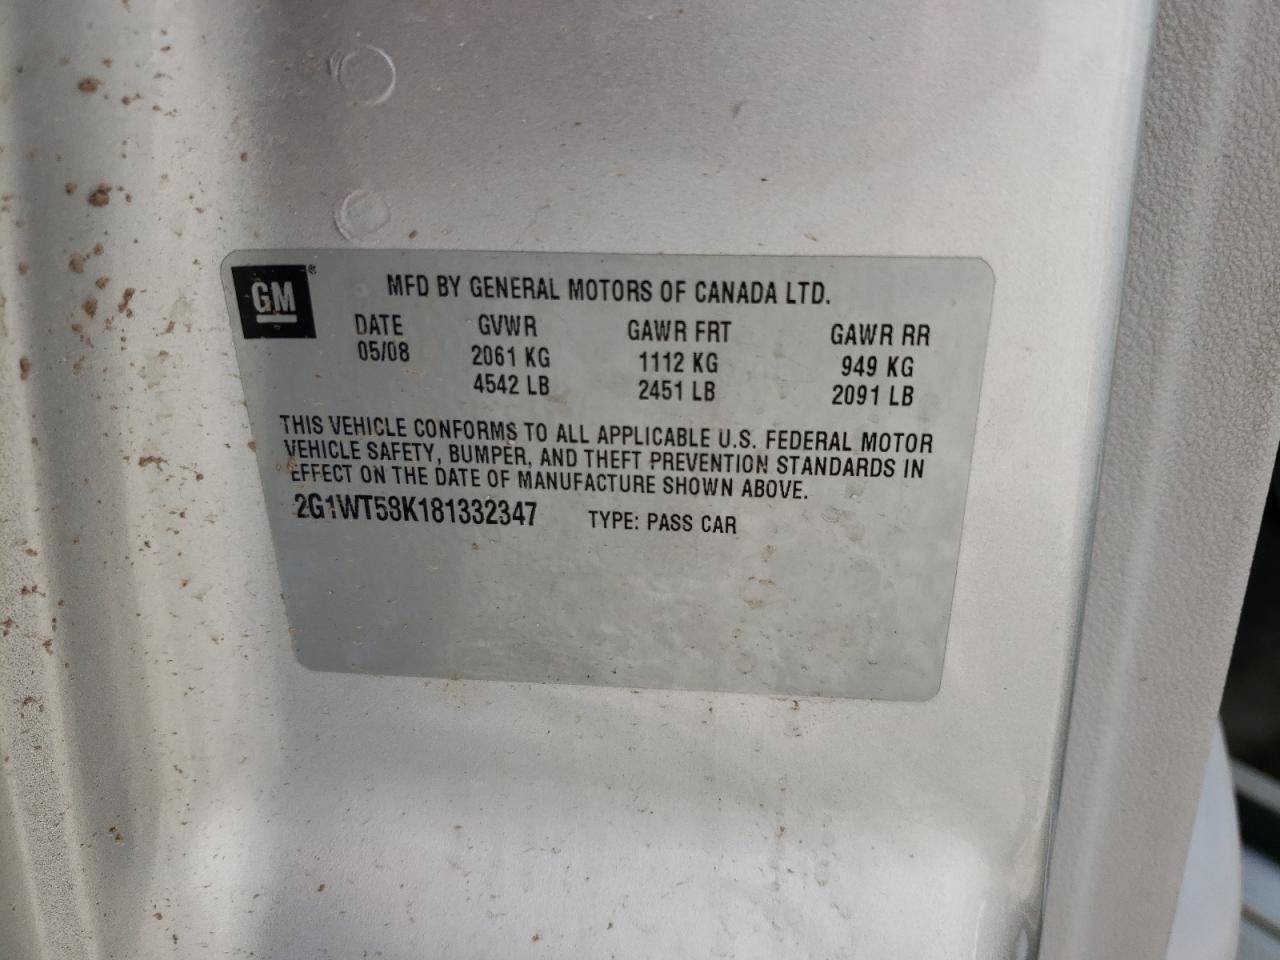 GM®
MFD BY GENERAL MOTORS OF CANADA LTD.
DATE GVWR GAWR FRT GAWR RR
05/08 2061 KG 1112 KG 949 KG
4542 LB 2451 LB 2091 LB
THIS VEHICLE CONFORMS TO ALL APPLICABLE U.S. FEDERAL MOTOR
VEHICLE SAFETY, BUMPER, AND THEFT PREVENTION STANDARDS IN
EFFECT ON THE DATE OF MANUFACTURE SHOWN ABOVE.
2G1WT58K181332347 TYPE: PASS CAR